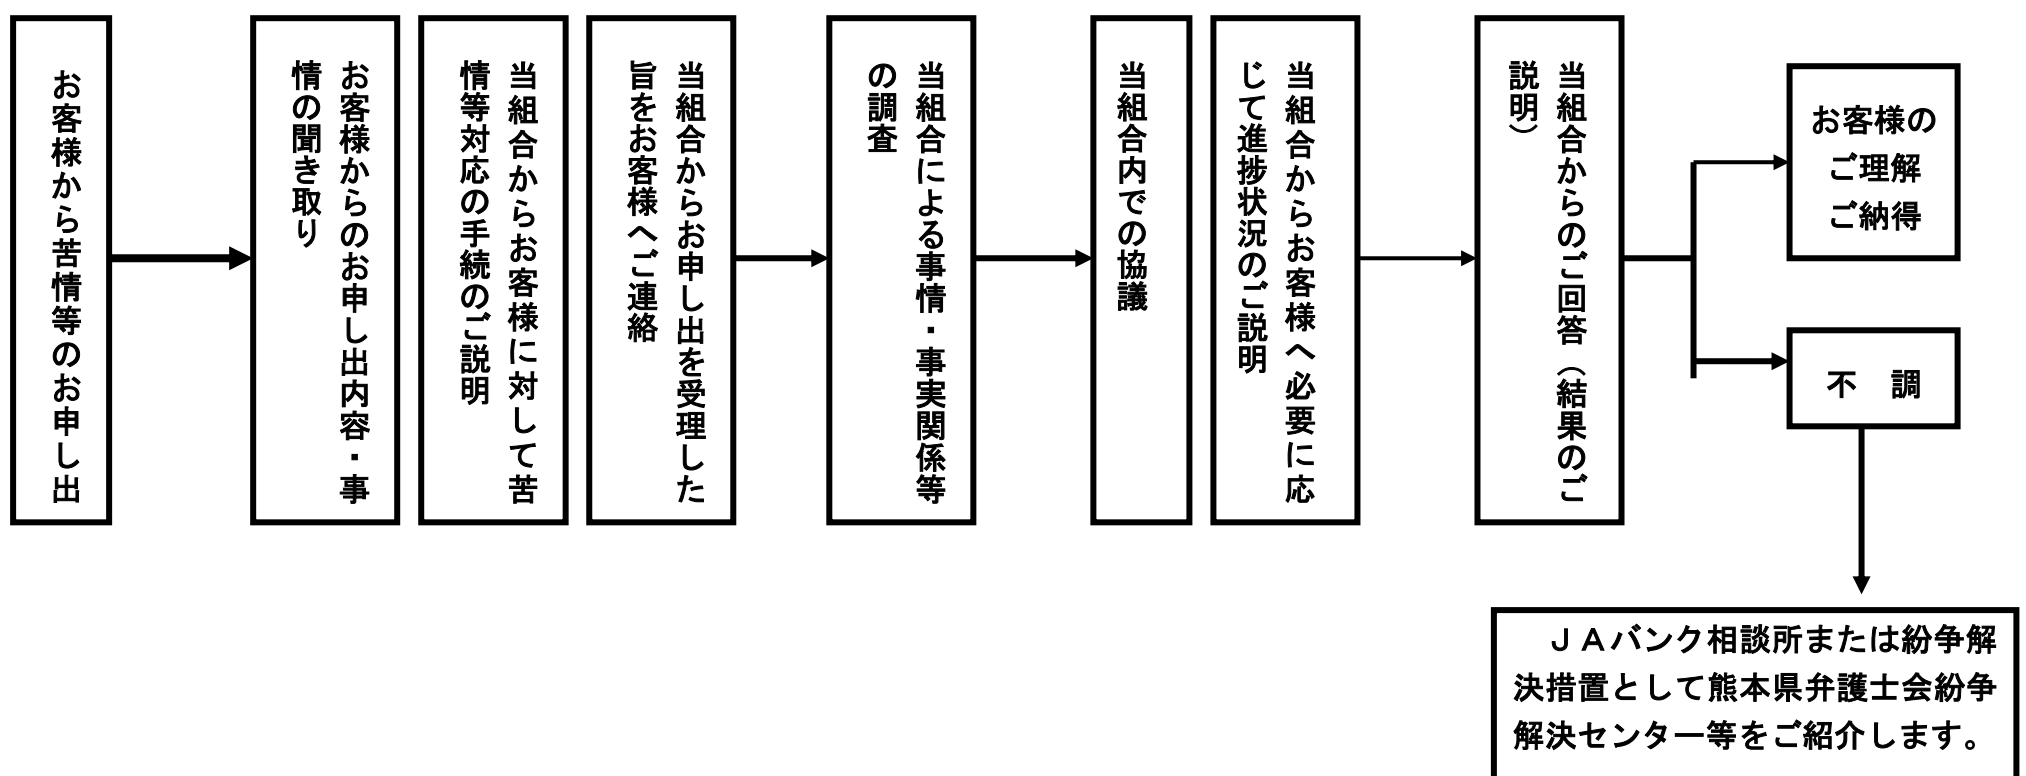 お客様から苦情等のお申し出
お客様からのお申し出内容・事
情の聞き取り
当組合からお客様に対して苦
情等対応の手続のご説明
当組合からお申し出を受理した
旨をお客様へご連絡
当組合による事情・事実関係等
の調査
当組合内での協議
当組合からお客様へ必要に応
じて進捗状況のご説明
当組合からのご回答（結果のご
説明）
お客様の
ご理解
ご納得
不　調
ＪＡバンク相談所または紛争解
決措置として熊本県弁護士会紛争
解決センター等をご紹介します。